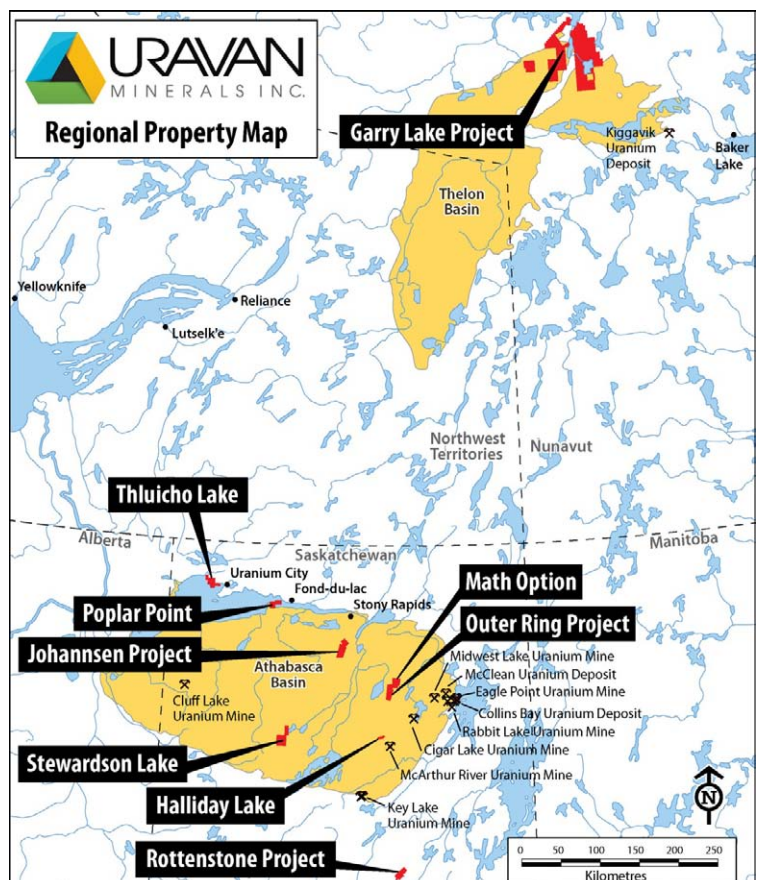 URAVAN
MINERALS INC.
Regional Property Map
Garry Lake Project
Kiggavik
Uranium
Deposit
Baker
Lake
Thelon
Basin
Yellowknife
Reliance
Lutselk'e
Northwest
Territories
Nunavut
Thluicho Lake
Alberta
Saskatchewan
Manitoba
Uranium City
Fond-du-lac
Stony Rapids
Math Option
Poplar Point
Outer Ring Project
Johannsen Project
Midwest Lake Uranium Mine
McClean Uranium Deposit
Athabasca
Basin
Eagle Point Uranium Mine
Cluff Lake
Uranium Mine
Collins Bay Uranium Deposit
Rabbit Lake Uranium Mine
Cigar Lake Uranium Mine
Stewardson Lake
McArthur River Uranium Mine
Halliday Lake
Key Lake
Uranium Mine
N
Rottenstone Project
0 50 100 150 200 250
Kilometres